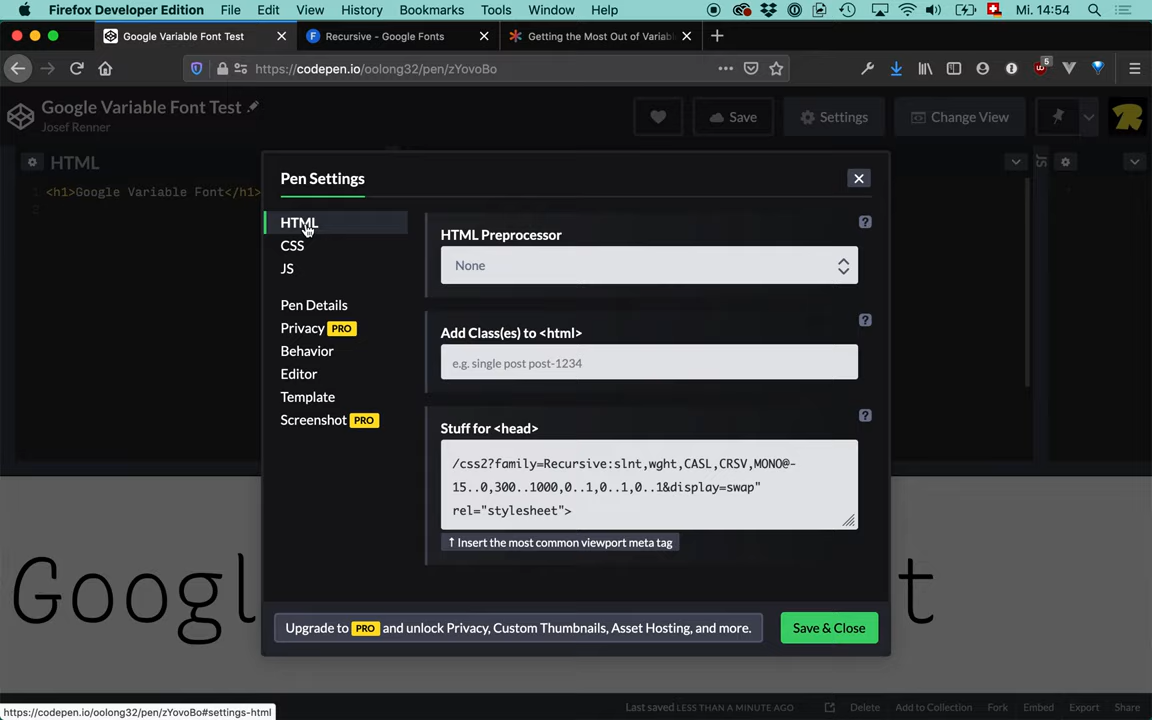 Firefox Developer Edition File Edit View History Bookmarks Tools Window Help Mi. 14:54
Google Variable Font Test Recursive - Google Fonts Getting the Most Out of Variab
https://codepen.io/oolong32/pen/zYovoBo 5
Google Variable Font Test
Josef Renner
Save Settings Change View
HTML JS
1 <h1>Google Variable Font</h1>
2
Pen Settings
HTML
CSS
JS
Pen Details
Privacy PRO
Behavior
Editor
Template
Screenshot PRO
HTML Preprocessor ?
None
Add Class(es) to <html> ?
e.g. single post post-1234
Stuff for <head> ?
/css2?family=Recursive:slnt,wght,CASL,CRSV,MONO@-
15..0,300..1000,0..1,0..1,0..1&display=swap"
rel="stylesheet">
↑ Insert the most common viewport meta tag
Upgrade to PRO and unlock Privacy, Custom Thumbnails, Asset Hosting, and more. Save & Close
Googl t
Last saved LESS THAN A MINUTE AGO Delete Add to Collection Fork Embed Export Share
https://codepen.io/oolong32/pen/zYovoBo#settings-html